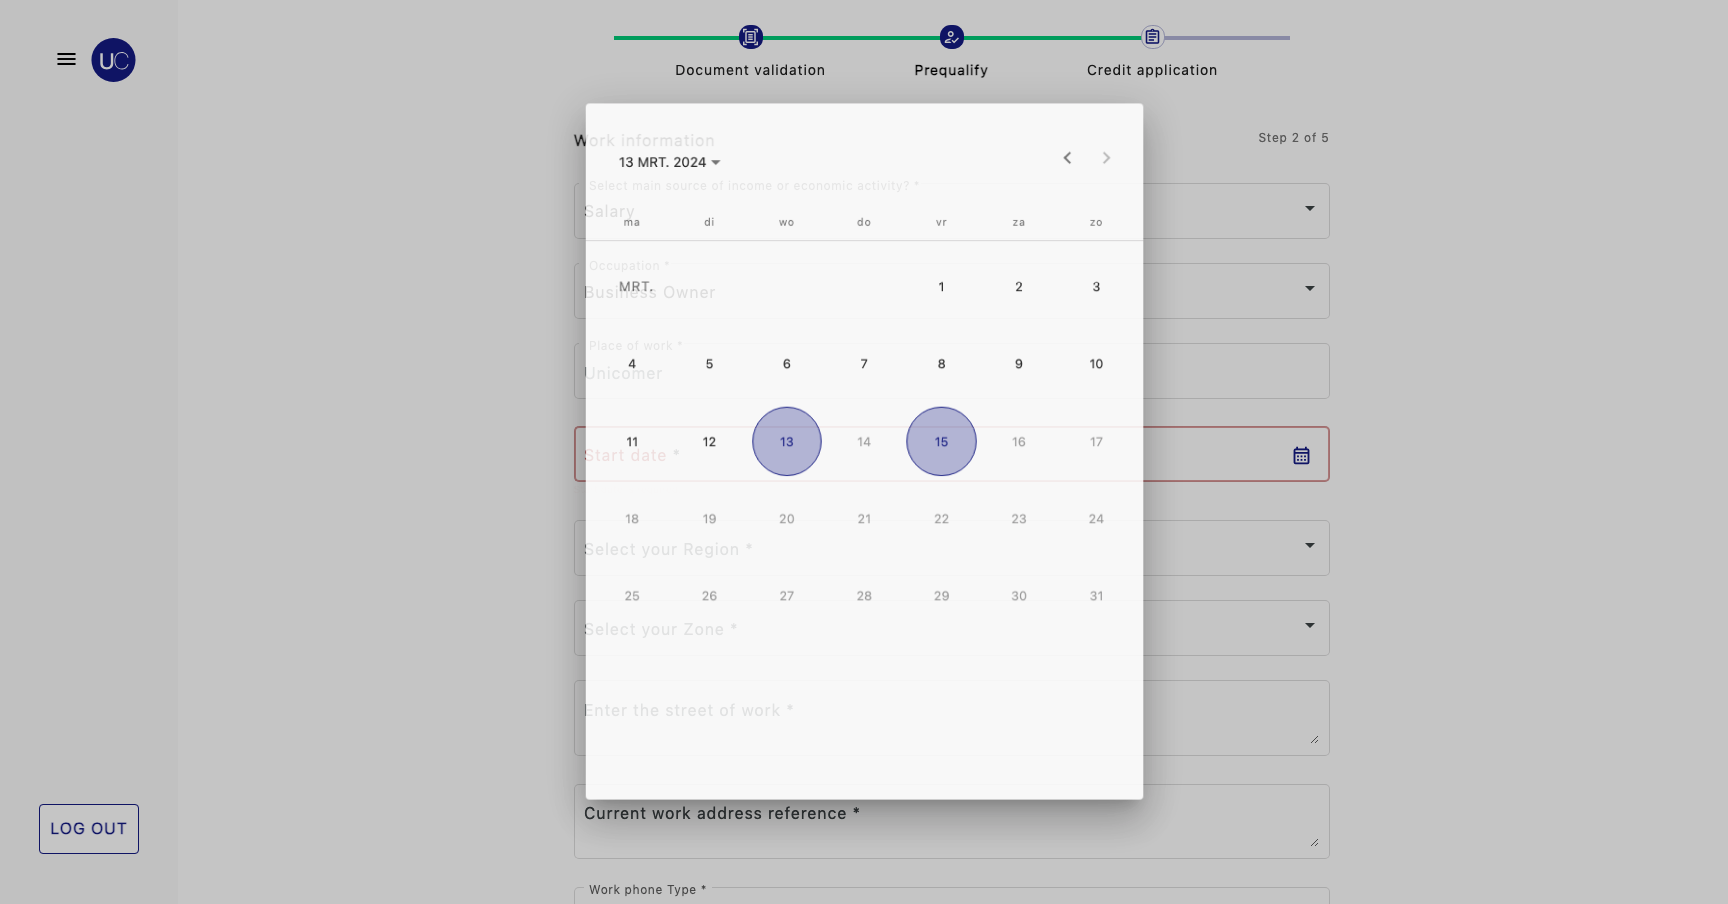 UC
Document validation
Prequalify
Credit application
Work information
Step 2 of 5
13 MRT. 2024
Select main source of income or economic activity? *
Salary
ma di wo do vr za zo
Occupation *
Business Owner
MRT. 1 2 3
Place of work *
4 5 6 7 8 9 10
Unicomer
11 12 13 14 15 16 17
Start date *
18 19 20 21 22 23 24
Select your Region *
25 26 27 28 29 30 31
Select your Zone *
Enter the street of work *
Current work address reference *
LOG OUT
Work phone Type *